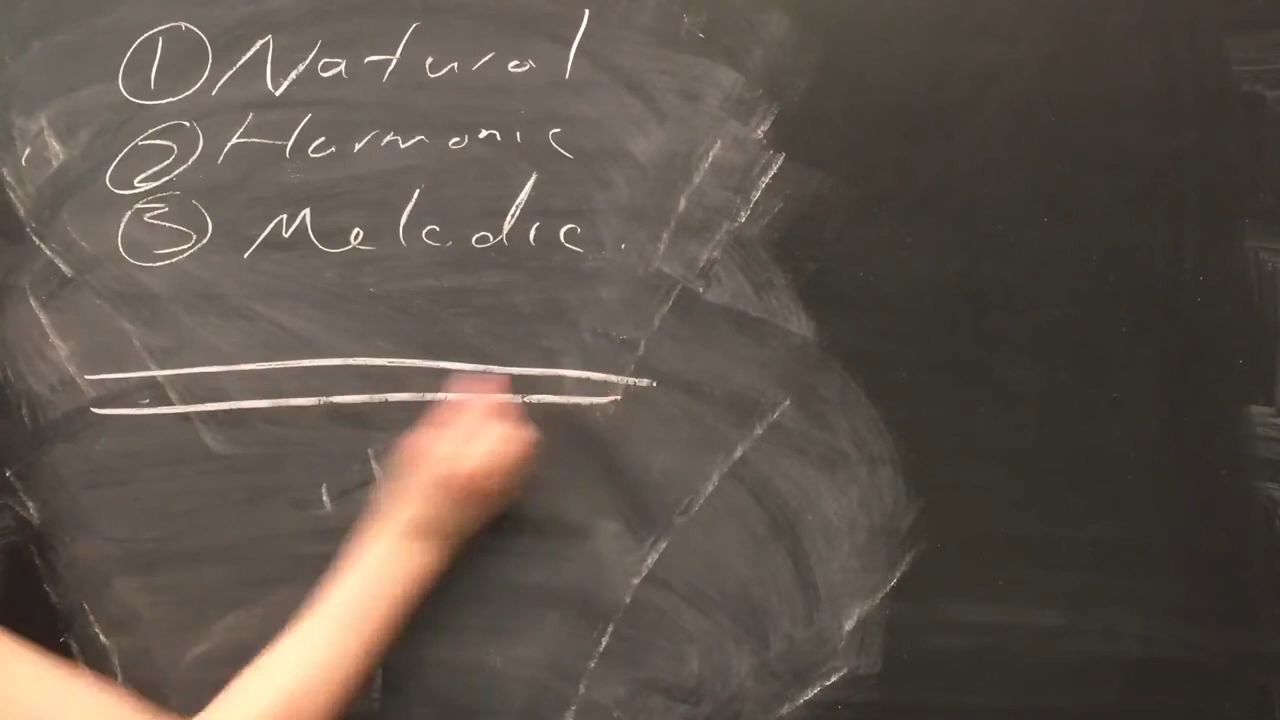 ① Natural
② Harmonic
③ Melodic.